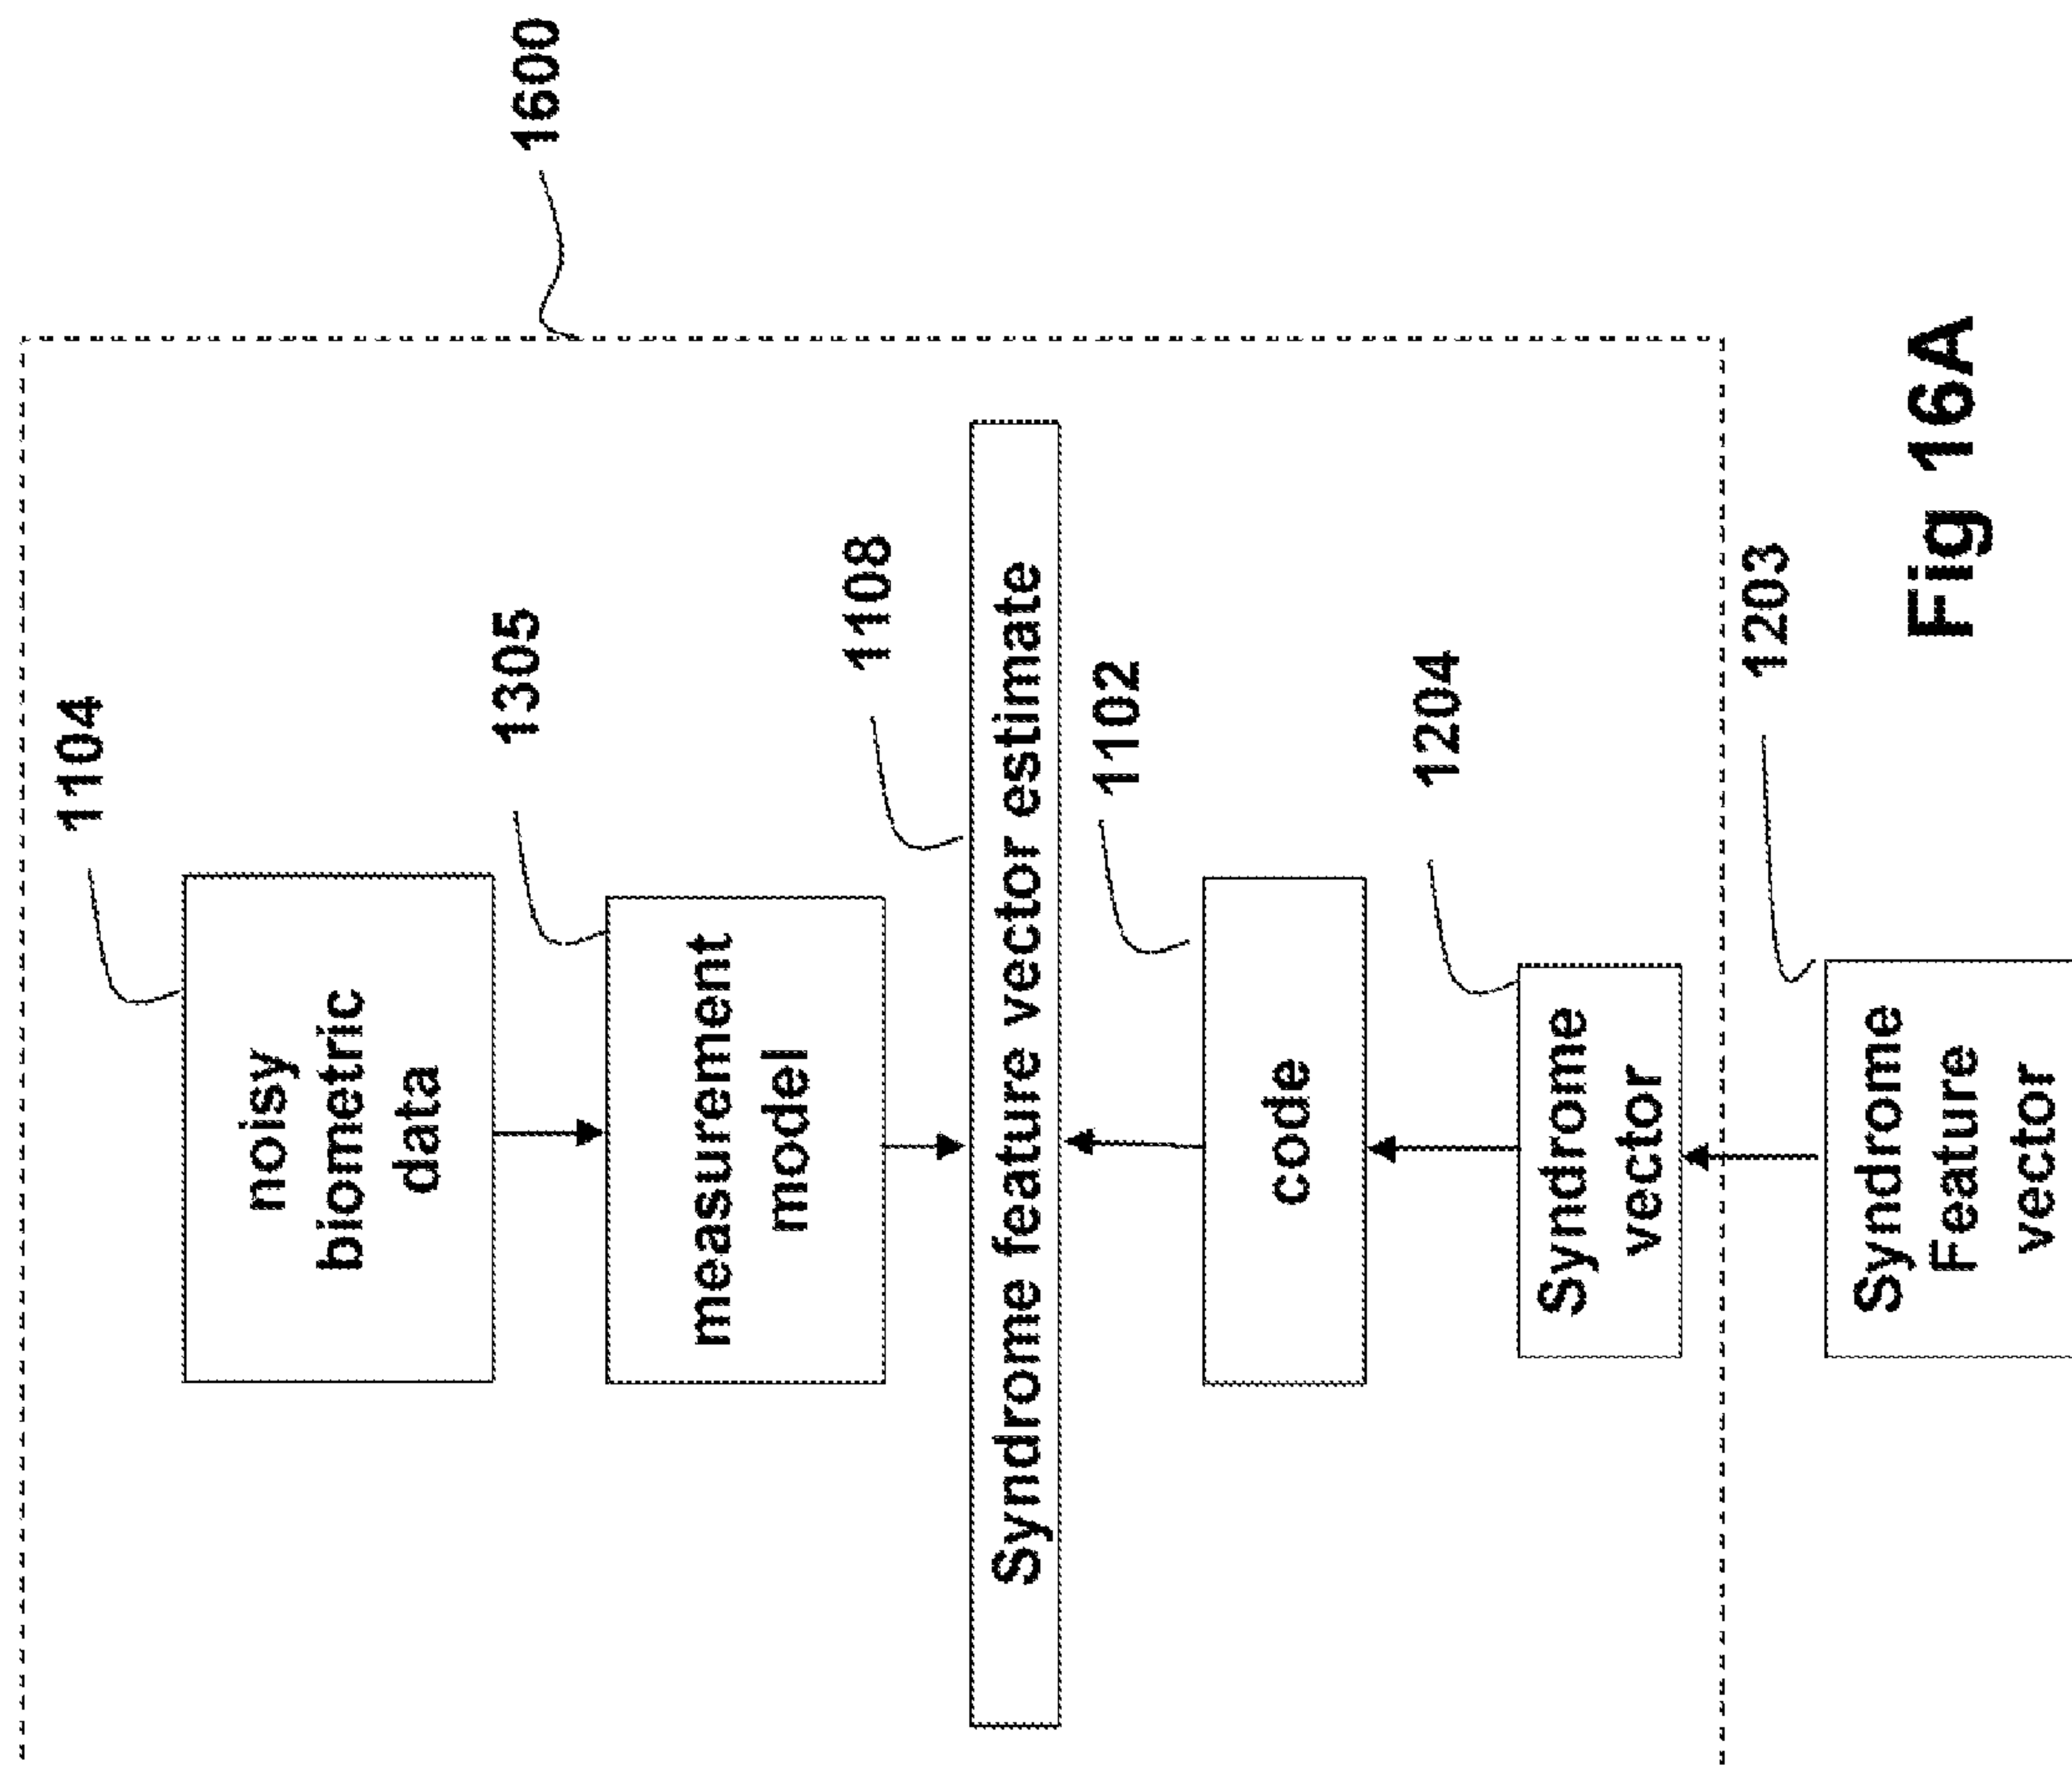 1600
1104
noisy
biometric
data
1305
measurement
model
1108
Syndrome feature vector estimate
1102
code
1204
Syndrome
vector
1203
Syndrome
Feature
vector
Fig 16A